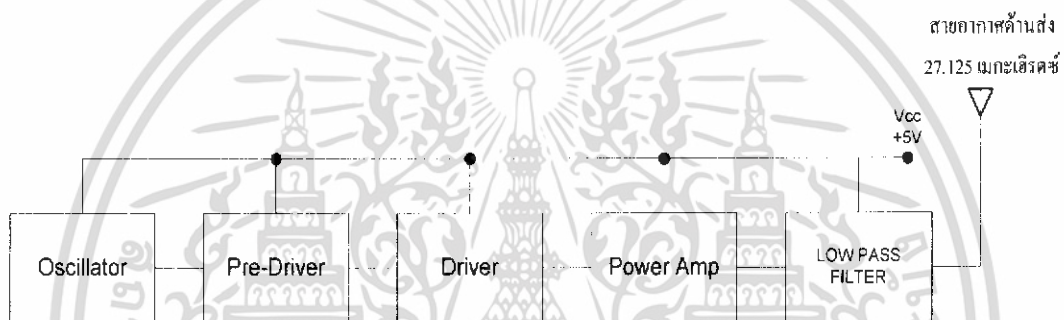 สายอากาศด้านส่ง
27.125 เมกะเฮิรตซ์
Vcc
+5V
Oscillator
Pre-Driver
Driver
Power Amp
LOW PASS
FILTER